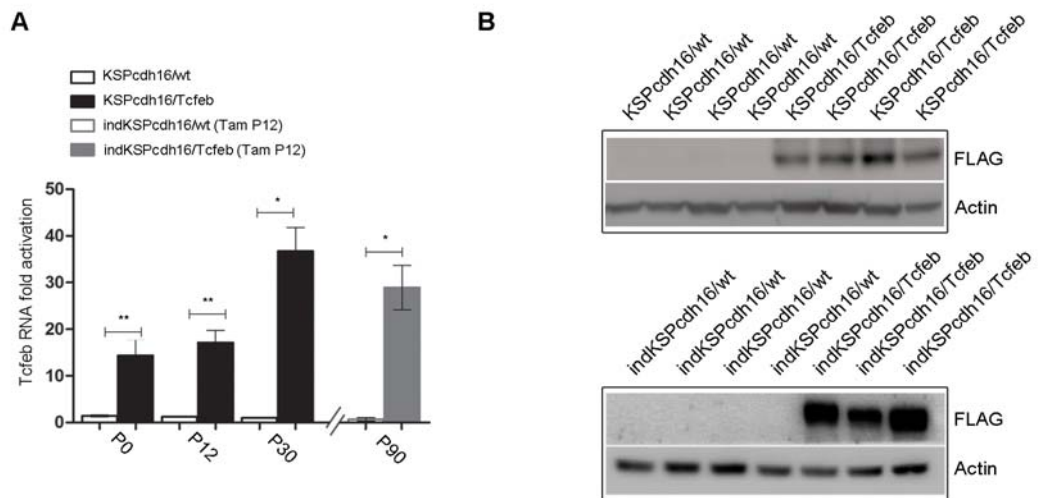 A
KSPcdh16/wt
KSPcdh16/Tcfeb
indKSPcdh16/wt (Tam P12)
indKSPcdh16/Tcfeb (Tam P12)
Tcfeb RNA fold activation
50
40
30
20
10
0
**
**
*
*
P0
P12
P30
P90
B
KSPcdh16/wt
KSPcdh16/wt
KSPcdh16/wt
KSPcdh16/wt
KSPcdh16/Tcfeb
KSPcdh16/Tcfeb
KSPcdh16/Tcfeb
KSPcdh16/Tcfeb
FLAG
Actin
indKSPcdh16/wt
indKSPcdh16/wt
indKSPcdh16/wt
indKSPcdh16/wt
indKSPcdh16/Tcfeb
indKSPcdh16/Tcfeb
indKSPcdh16/Tcfeb
FLAG
Actin